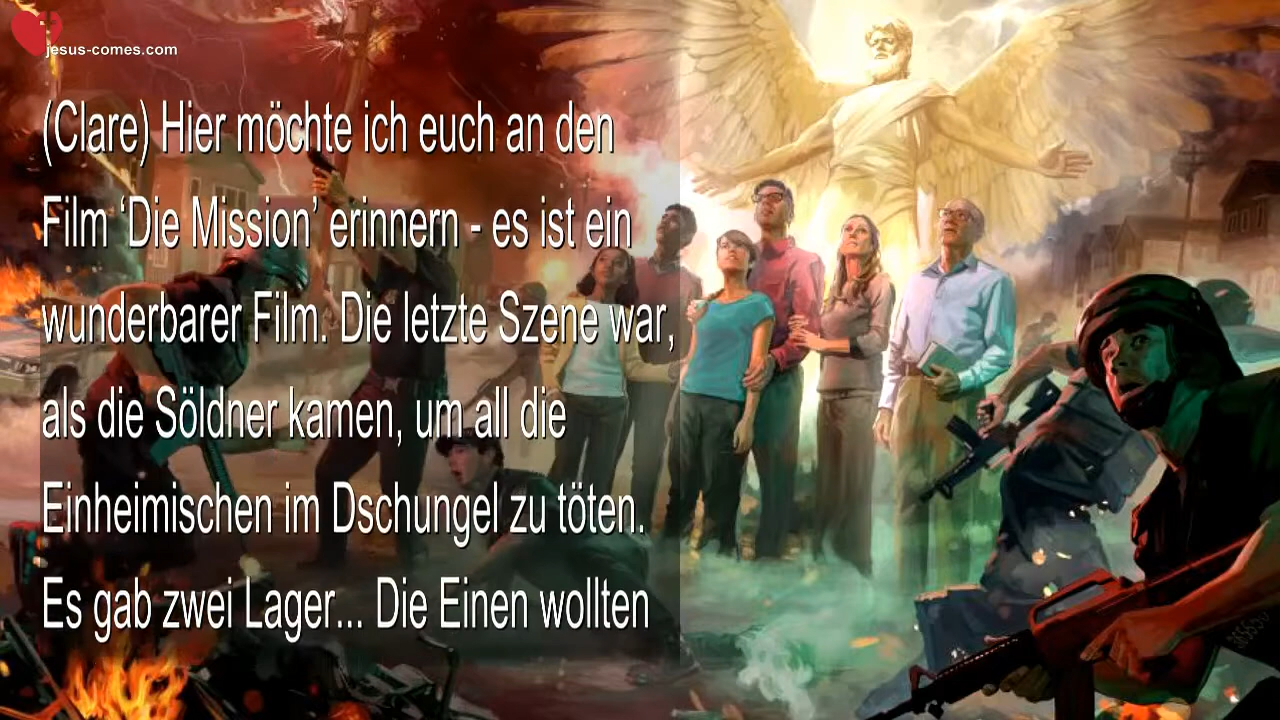 jesus-comes.com
(Clare) Hier möchte ich euch an den
Film ‘Die Mission’ erinnern - es ist ein
wunderbarer Film. Die letzte Szene war,
als die Söldner kamen, um all die
Einheimischen im Dschungel zu töten.
Es gab zwei Lager... Die Einen wollten